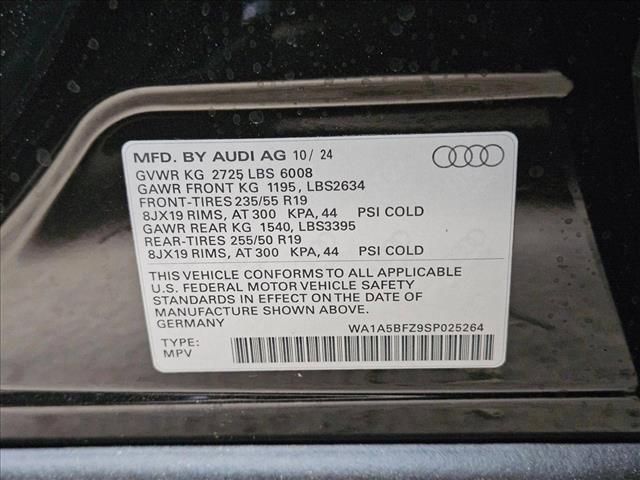 MFD. BY AUDI AG 10/ 24
GVWR KG 2725 LBS 6008
GAWR FRONT KG 1195, LBS2634
FRONT-TIRES 235/55 R19
8JX19 RIMS, AT 300 KPA, 44 PSI COLD
GAWR REAR KG 1540, LBS3395
REAR-TIRES 255/50 R19
8JX19 RIMS, AT 300 KPA, 44 PSI COLD
THIS VEHICLE CONFORMS TO ALL APPLICABLE
U.S. FEDERAL MOTOR VEHICLE SAFETY
STANDARDS IN EFFECT ON THE DATE OF
MANUFACTURE SHOWN ABOVE.
GERMANY WA1A5BFZ9SP025264
TYPE:
MPV